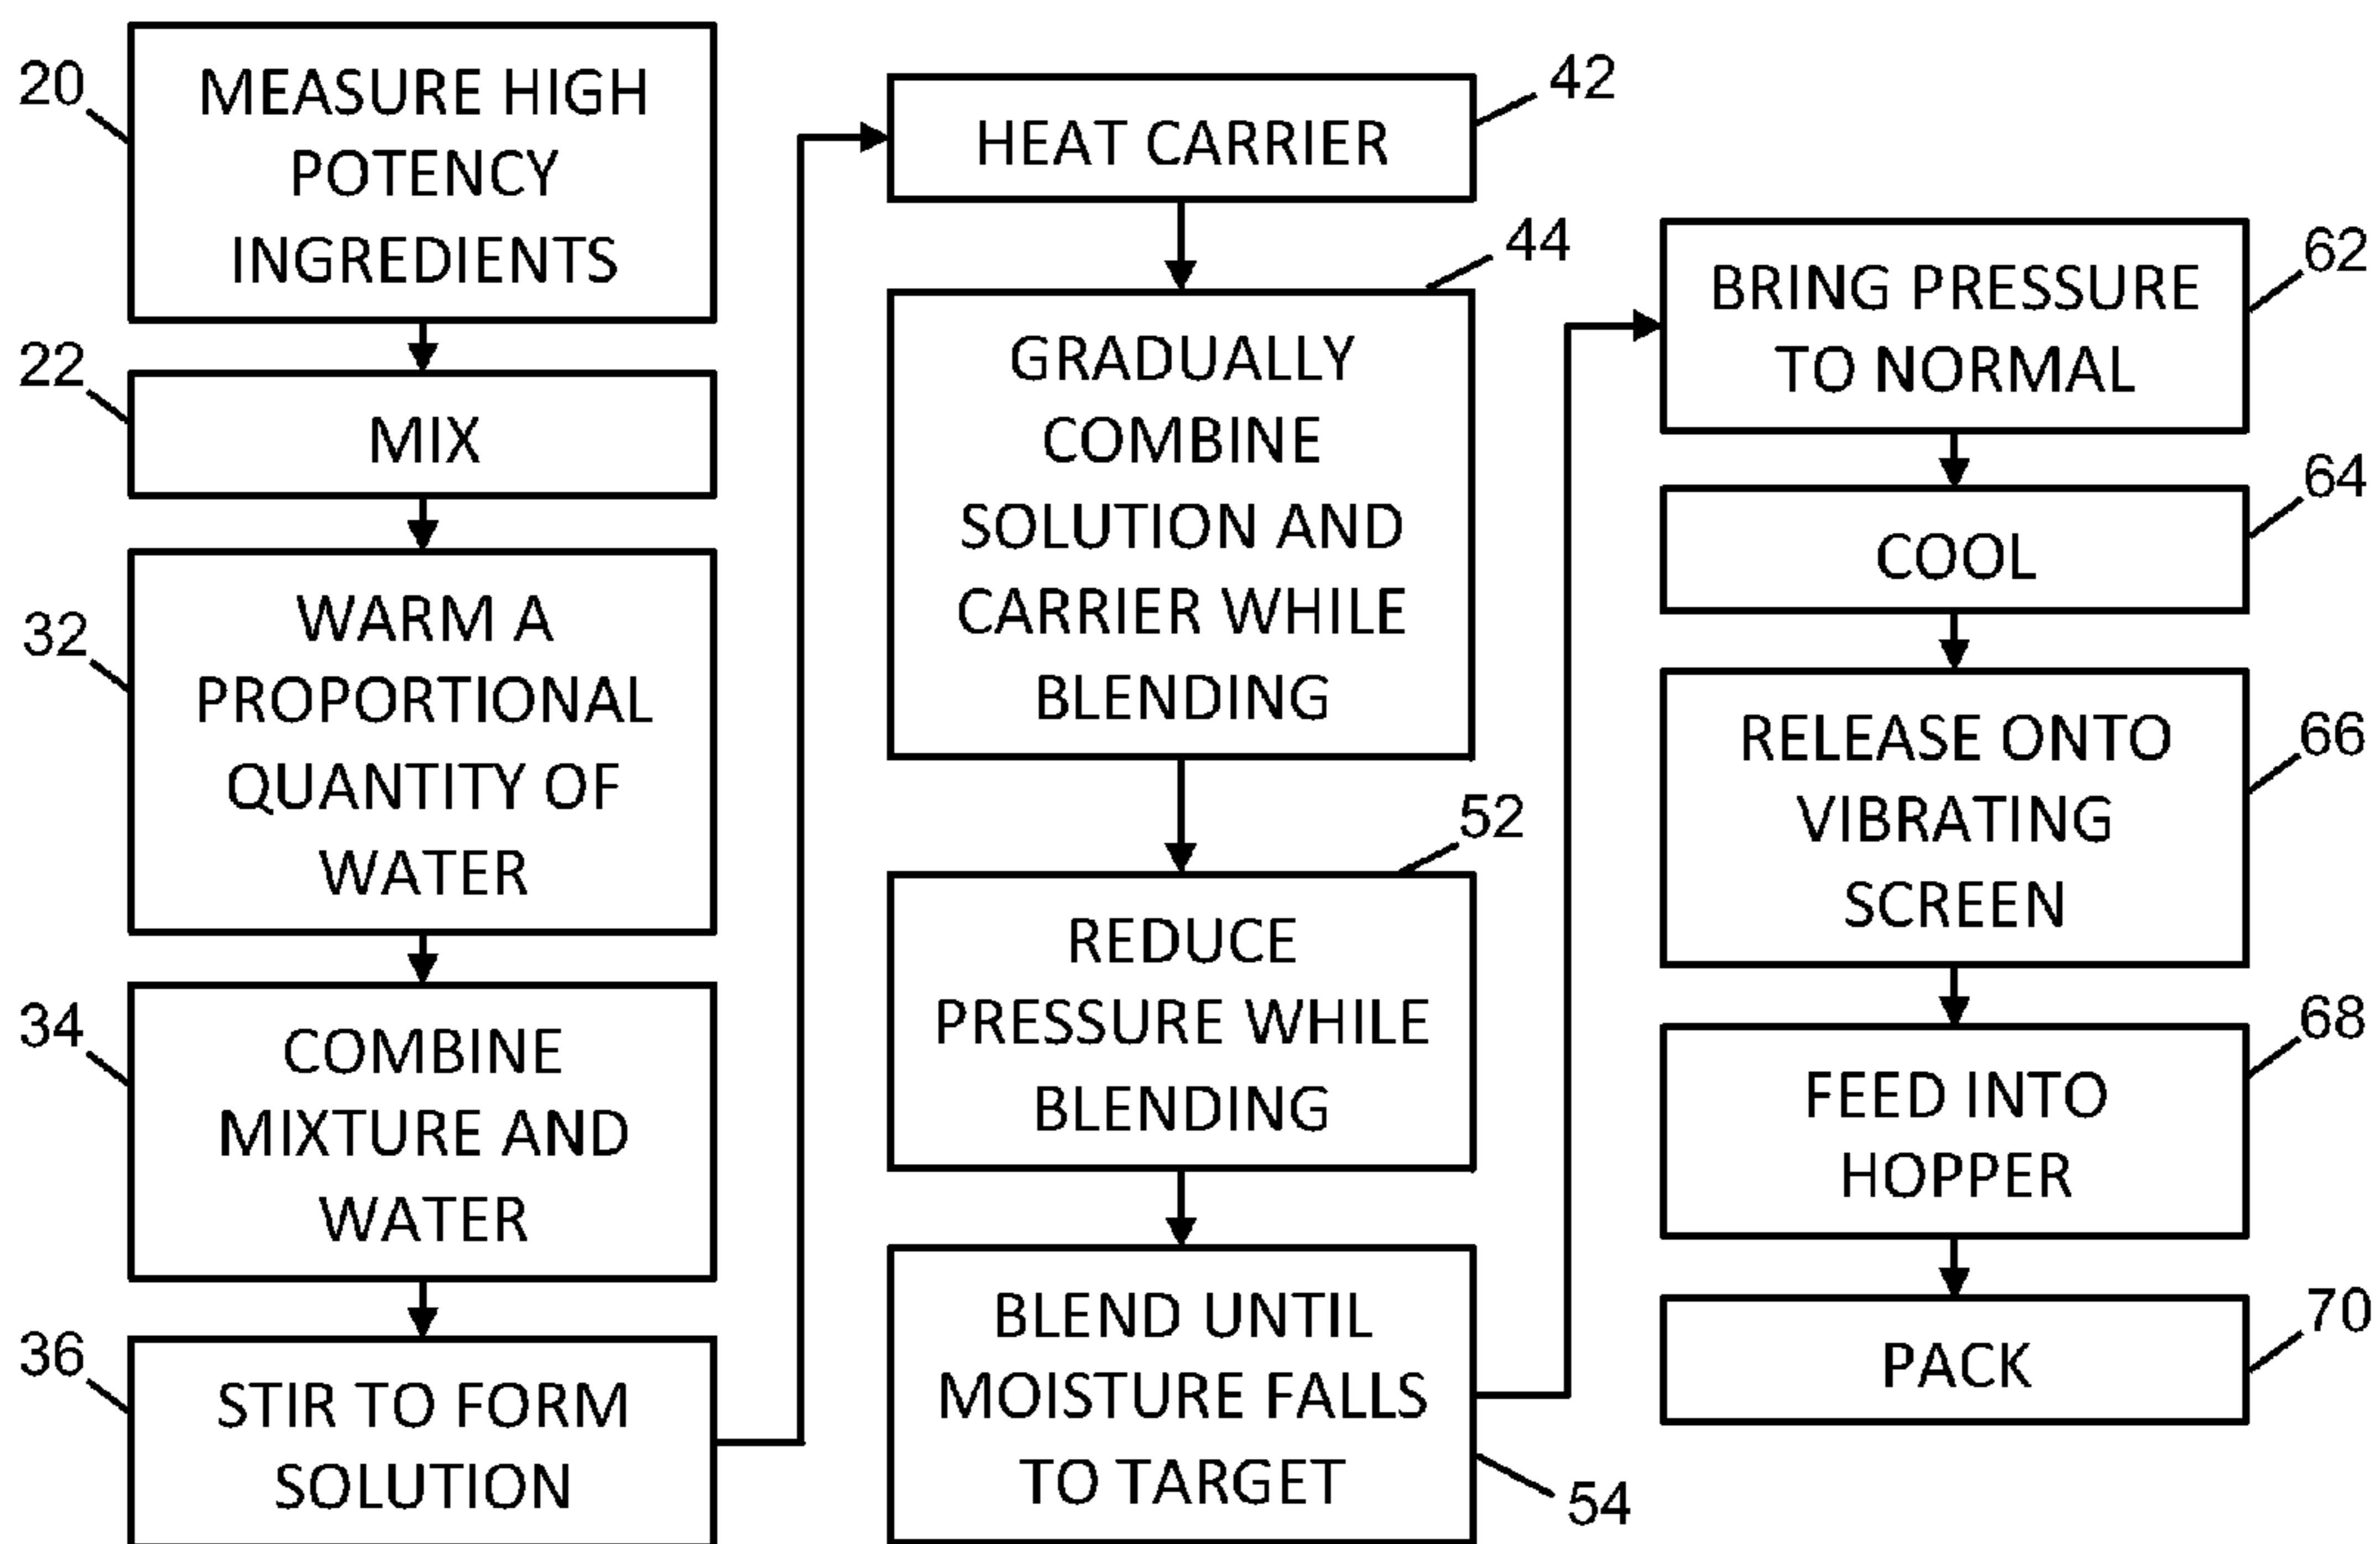 20
MEASURE HIGH
POTENCY
INGREDIENTS
22
MIX
32
WARM A
PROPORTIONAL
QUANTITY OF
WATER
34
COMBINE
MIXTURE AND
WATER
36
STIR TO FORM
SOLUTION
42
HEAT CARRIER
44
GRADUALLY
COMBINE
SOLUTION AND
CARRIER WHILE
BLENDING
52
REDUCE
PRESSURE WHILE
BLENDING
BLEND UNTIL
MOISTURE FALLS
TO TARGET
54
62
BRING PRESSURE
TO NORMAL
64
COOL
66
RELEASE ONTO
VIBRATING
SCREEN
68
FEED INTO
HOPPER
70
PACK